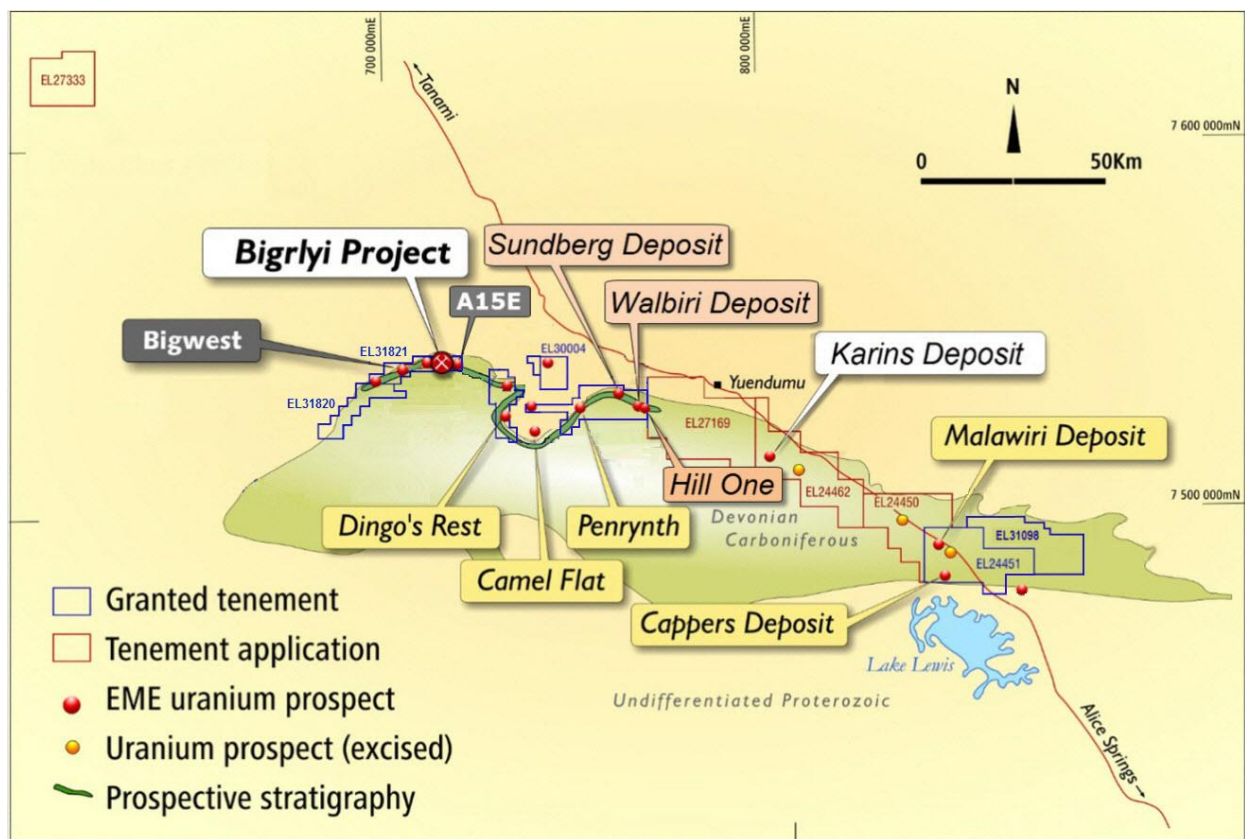 700 000mE
800 000mE
EL27333
Tanami
N
7 600 000mN
0
50Km
Bigrlyi Project
Sundberg Deposit
A15E
Walbiri Deposit
Bigwest
EL31821
EL30004
Karins Deposit
Yuendumu
EL31820
EL27169
Malawiri Deposit
Hill One
EL24462
EL24450
7 500 000mN
Dingo's Rest
Penrynth
Devonian
Carboniferous
EL31098
EL24451
Camel Flat
Cappers Deposit
Granted tenement
Tenement application
Lake Lewis
EME uranium prospect
Undifferentiated Proterozoic
Uranium prospect (excised)
Alice Springs
Prospective stratigraphy